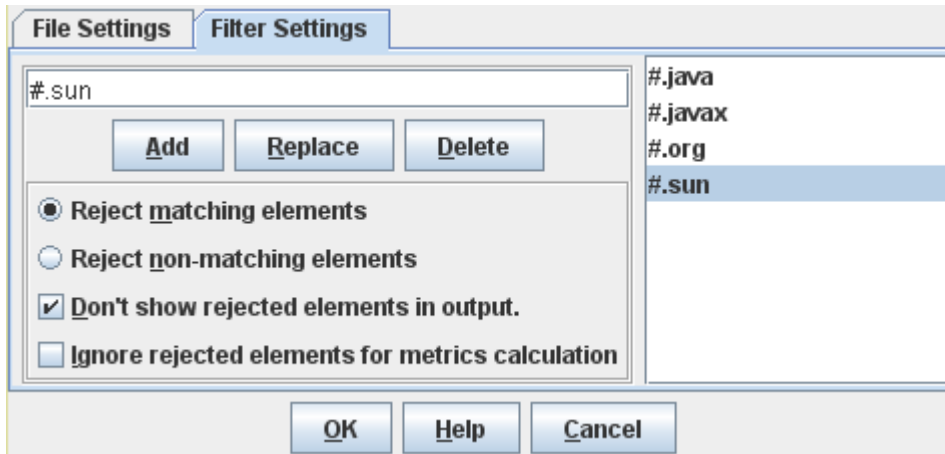 File Settings
Filter Settings
#.sun
Add
Replace
Delete
Reject matching elements
Reject non-matching elements
Don't show rejected elements in output.
Ignore rejected elements for metrics calculation
#.java
#.javax
#.org
#.sun
OK
Help
Cancel